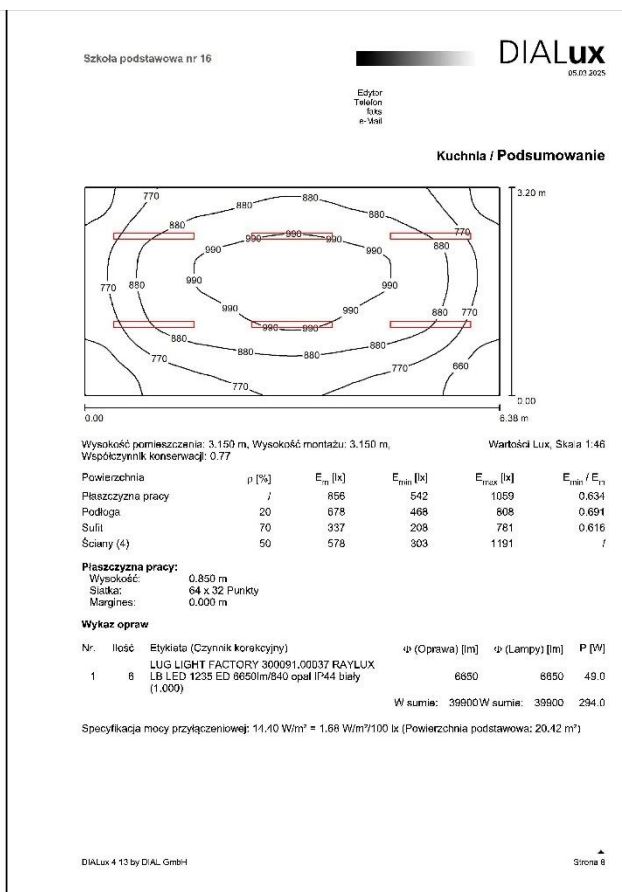 Szkoła podstawowa nr 16
DIALux
05.03.2025
Edytor
Telefon
faks
e-Mail
Kuchnia / Podsumowanie
770
880
880
770
880
990
990
990
990
990
880
770
770
880
990
880
990
990
990
990
990
880
770
880
880
880
880
770
770
660
770
3.20 m
0.00
0.00
6.38 m
Wysokość pomieszczenia: 3.150 m, Wysokość montażu: 3.150 m,
Współczynnik konserwacji: 0.77
Wartości Lux, Skala 1:46
Powierzchnia ρ [%] Em [lx] Emin [lx] Emax [lx] Emin / Em
Płaszczyzna pracy / 856 542 1059 0.634
Podłoga 20 678 468 808 0.691
Sufit 70 337 208 781 0.616
Ściany (4) 50 578 303 1191 /
Płaszczyzna pracy:
Wysokość: 0.850 m
Siatka: 64 x 32 Punkty
Margines: 0.000 m
Wykaz opraw
Nr. Ilość Etykieta (Czynnik korekcyjny) Φ (Oprawa) [lm] Φ (Lampy) [lm] P [W]
LUG LIGHT FACTORY 300091.00037 RAYLUX
1 6 LB LED 1235 ED 6650lm/840 opal IP44 biały 6650 6650 49.0
(1.000)
W sumie: 39900 W sumie: 39900 294.0
Specyfikacja mocy przyłączeniowej: 14.40 W/m² = 1.68 W/m²/100 lx (Powierzchnia podstawowa: 20.42 m²)
DIALux 4.13 by DIAL GmbH
Strona 6